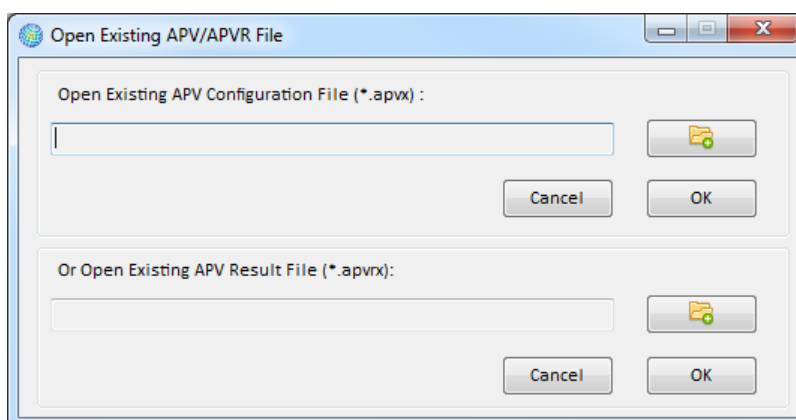 Open Existing APV/APVR File
Open Existing APV Configuration File (*.apvx) :
Cancel
OK
Or Open Existing APV Result File (*.apvrx):
Cancel
OK